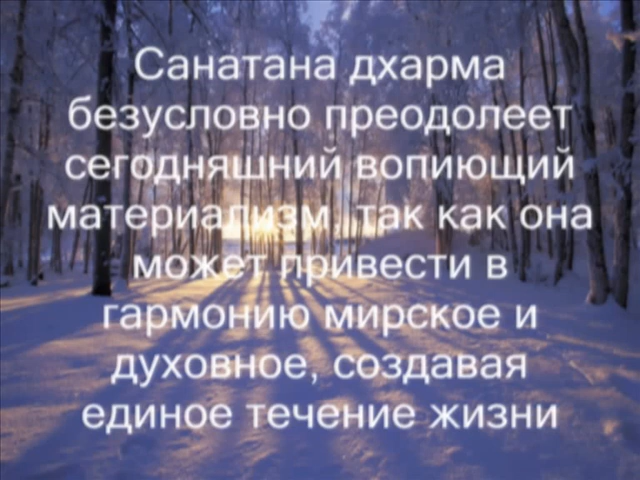 Санатана дхарма
безусловно преодолеет
сегодняшний вопиющий
материализм, так как она
может привести в
гармонию мирское и
духовное, создавая
единое течение жизни